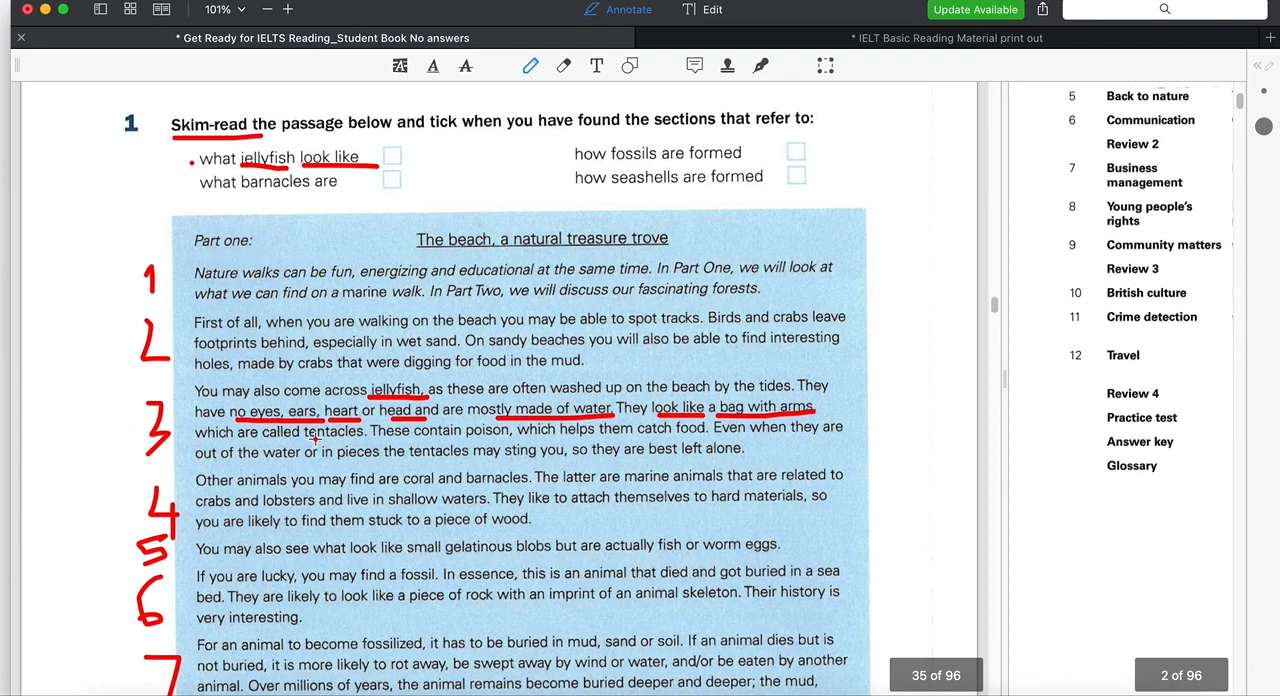 101%
Annotate
Edit
Update Available
* Get Ready for IELTS Reading_Student Book No answers
* IELT Basic Reading Material print out
1 Skim-read the passage below and tick when you have found the sections that refer to:
what jellyfish look like
how fossils are formed
what barnacles are
how seashells are formed
Part one:
The beach, a natural treasure trove
1
Nature walks can be fun, energizing and educational at the same time. In Part One, we will look at
what we can find on a marine walk. In Part Two, we will discuss our fascinating forests.
2
First of all, when you are walking on the beach you may be able to spot tracks. Birds and crabs leave
footprints behind, especially in wet sand. On sandy beaches you will also be able to find interesting
holes, made by crabs that were digging for food in the mud.
3
You may also come across jellyfish, as these are often washed up on the beach by the tides. They
have no eyes, ears, heart or head and are mostly made of water. They look like a bag with arms,
which are called tentacles. These contain poison, which helps them catch food. Even when they are
out of the water or in pieces the tentacles may sting you, so they are best left alone.
4
Other animals you may find are coral and barnacles. The latter are marine animals that are related to
crabs and lobsters and live in shallow waters. They like to attach themselves to hard materials, so
you are likely to find them stuck to a piece of wood.
5
You may also see what look like small gelatinous blobs but are actually fish or worm eggs.
6
If you are lucky, you may find a fossil. In essence, this is an animal that died and got buried in a sea
bed. They are likely to look like a piece of rock with an imprint of an animal skeleton. Their history is
very interesting.
7
For an animal to become fossilized, it has to be buried in mud, sand or soil. If an animal dies but is
not buried, it is more likely to rot away, be swept away by wind or water, and/or be eaten by another
animal. Over millions of years, the animal remains become buried deeper and deeper; the mud,
35 of 96
5 Back to nature
6 Communication
Review 2
7 Business
management
8 Young people's
rights
9 Community matters
Review 3
10 British culture
11 Crime detection
12 Travel
Review 4
Practice test
Answer key
Glossary
2 of 96